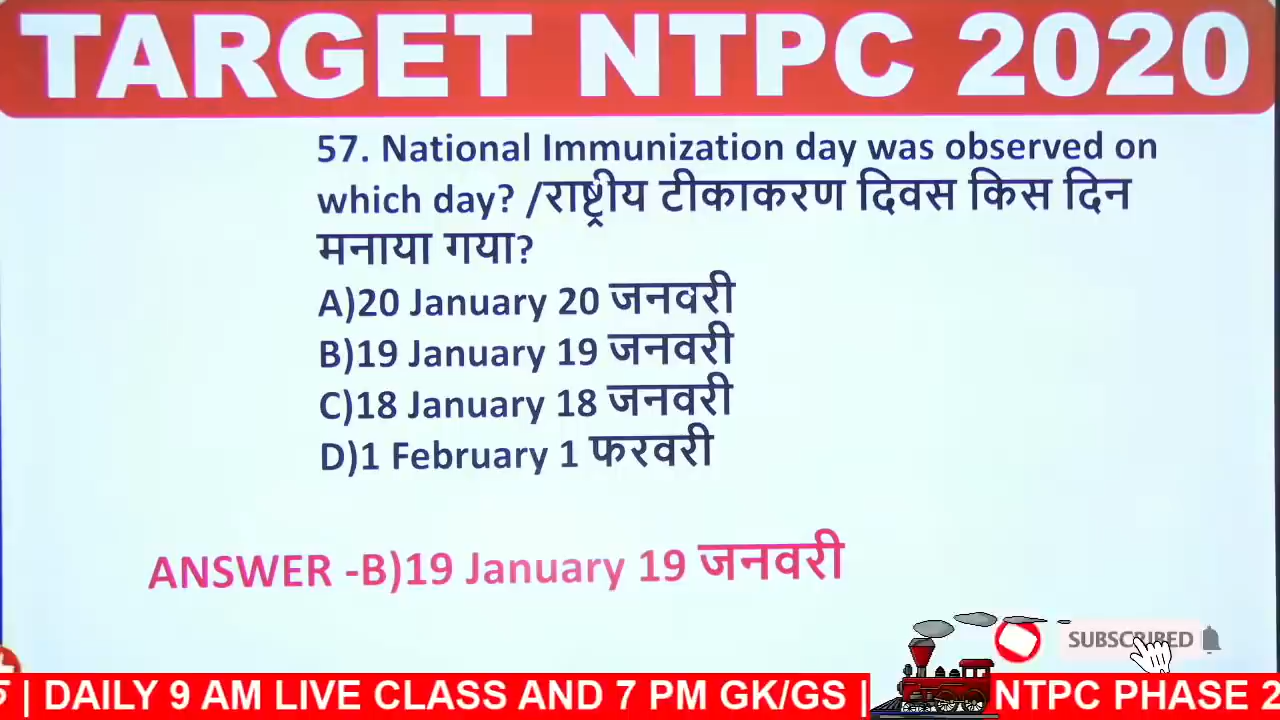 TARGET NTPC 2020
57. National Immunization day was observed on
which day? /राष्ट्रीय टीकाकरण दिवस किस दिन
मनाया गया?
A)20 January 20 जनवरी
B)19 January 19 जनवरी
C)18 January 18 जनवरी
D)1 February 1 फरवरी
ANSWER -B)19 January 19 जनवरी
SUBSCRIBED
| DAILY 9 AM LIVE CLASS AND 7 PM GK/GS | NTPC PHASE 2